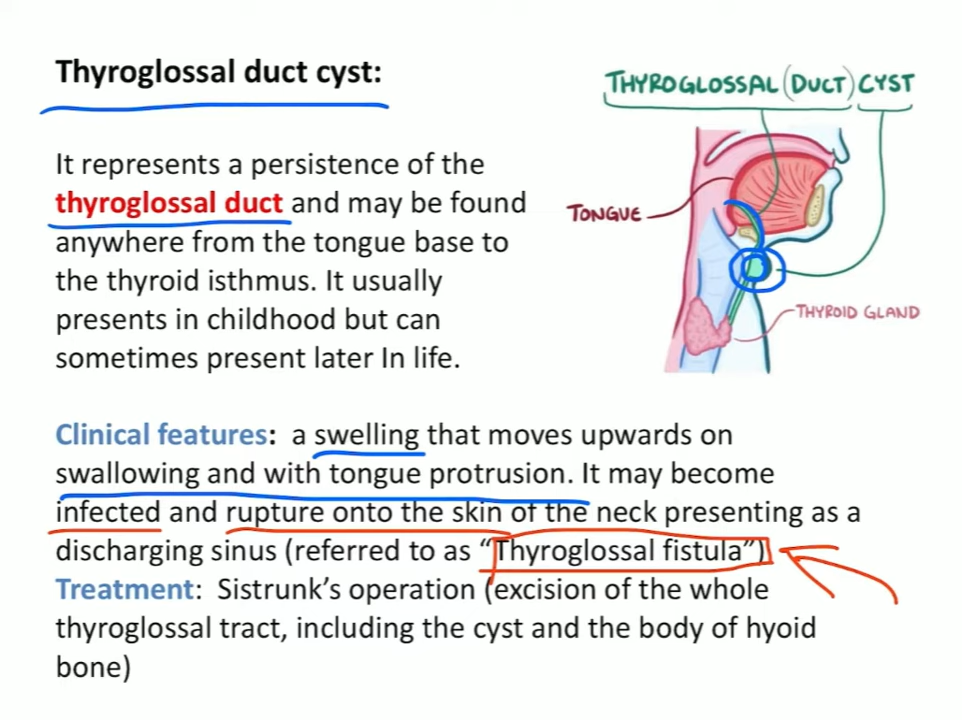 Thyroglossal duct cyst:
THYROGLOSSAL (DUCT) CYST
It represents a persistence of the
thyroglossal duct and may be found
anywhere from the tongue base to
the thyroid isthmus. It usually
presents in childhood but can
sometimes present later In life.
TONGUE
THYROID GLAND
Clinical features: a swelling that moves upwards on
swallowing and with tongue protrusion. It may become
infected and rupture onto the skin of the neck presenting as a
discharging sinus (referred to as “Thyroglossal fistula”)
Treatment: Sistrunk’s operation (excision of the whole
thyroglossal tract, including the cyst and the body of hyoid
bone)